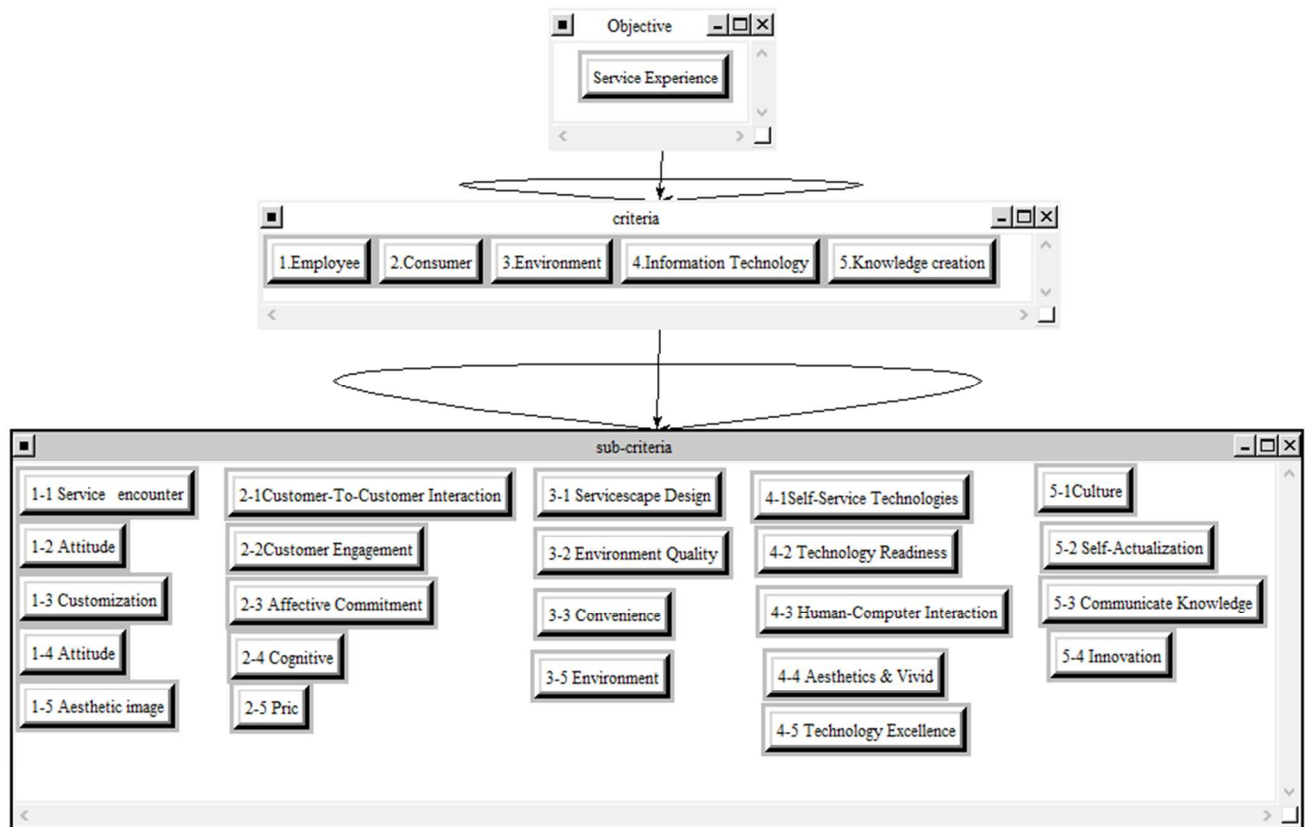 Objective
Service Experience
criteria
1.Employee
2.Consumer
3.Environment
4.Information Technology
5.Knowledge creation
sub-criteria
1-1 Service encounter
1-2 Attitude
1-3 Customization
1-4 Attitude
1-5 Aesthetic image
2-1Customer-To-Customer Interaction
2-2Customer Engagement
2-3 Affective Commitment
2-4 Cognitive
2-5 Pric
3-1 Servicescape Design
3-2 Environment Quality
3-3 Convenience
3-5 Environment
4-1Self-Service Technologies
4-2 Technology Readiness
4-3 Human-Computer Interaction
4-4 Aesthetics & Vivid
4-5 Technology Excellence
5-1Culture
5-2 Self-Actualization
5-3 Communicate Knowledge
5-4 Innovation